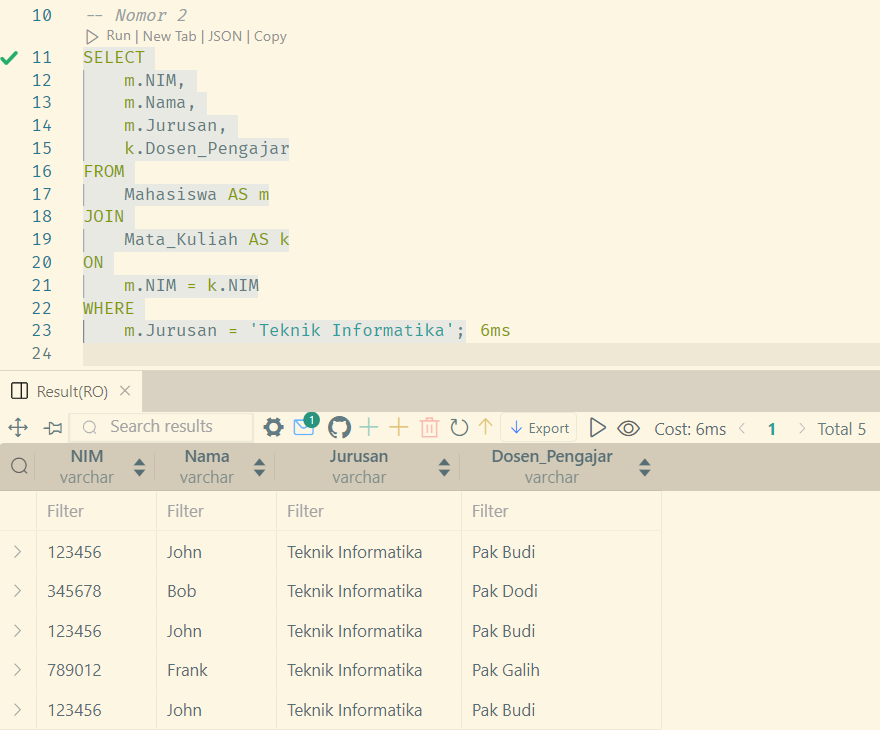 10 -- Nomor 2
Run | New Tab | JSON | Copy
11 SELECT
12 m.NIM,
13 m.Nama,
14 m.Jurusan,
15 k.Dosen_Pengajar
16 FROM
17 Mahasiswa AS m
18 JOIN
19 Mata_Kuliah AS k
20 ON
21 m.NIM = k.NIM
22 WHERE
23 m.Jurusan = 'Teknik Informatika'; 6ms
24
Result(RO)
Search results 1 Export Cost: 6ms 1 Total 5
NIM Nama Jurusan Dosen_Pengajar
varchar varchar varchar varchar
Filter Filter Filter Filter
123456 John Teknik Informatika Pak Budi
345678 Bob Teknik Informatika Pak Dodi
123456 John Teknik Informatika Pak Budi
789012 Frank Teknik Informatika Pak Galih
123456 John Teknik Informatika Pak Budi